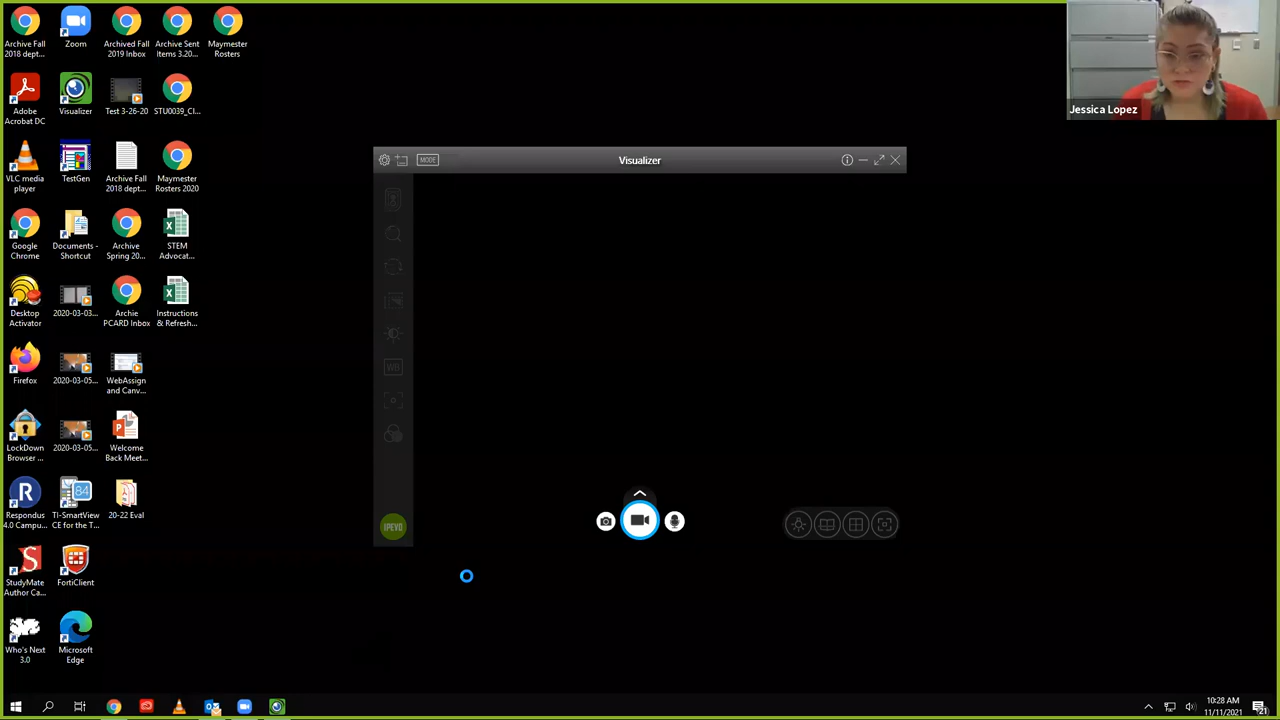 Archive Fall
2018 dept...
Zoom
Archived Fall
2019 Inbox
Archive Sent
Items 3.20...
Maymester
Rosters
Adobe
Acrobat DC
Visualizer
Test 3-26-20
STU0039_Cl...
VLC media
player
TestGen
Archive Fall
2018 dept...
Maymester
Rosters 2020
Google
Chrome
Documents -
Shortcut
Archive
Spring 20...
STEM
Advocat...
Desktop
Activator
2020-03-03...
Archie
PCARD Inbox
Instructions
& Refresh...
Firefox
2020-03-05...
WebAssign
and Canv...
LockDown
Browser ...
2020-03-05...
Welcome
Back Meet...
Respondus
4.0 Campu...
TI-SmartView
CE for the T...
20-22 Eval
StudyMate
Author Ca...
FortiClient
Who's Next
3.0
Microsoft
Edge
MODE
Visualizer
WB
IPEVO
Jessica Lopez
10:28 AM
11/11/2021
21
84